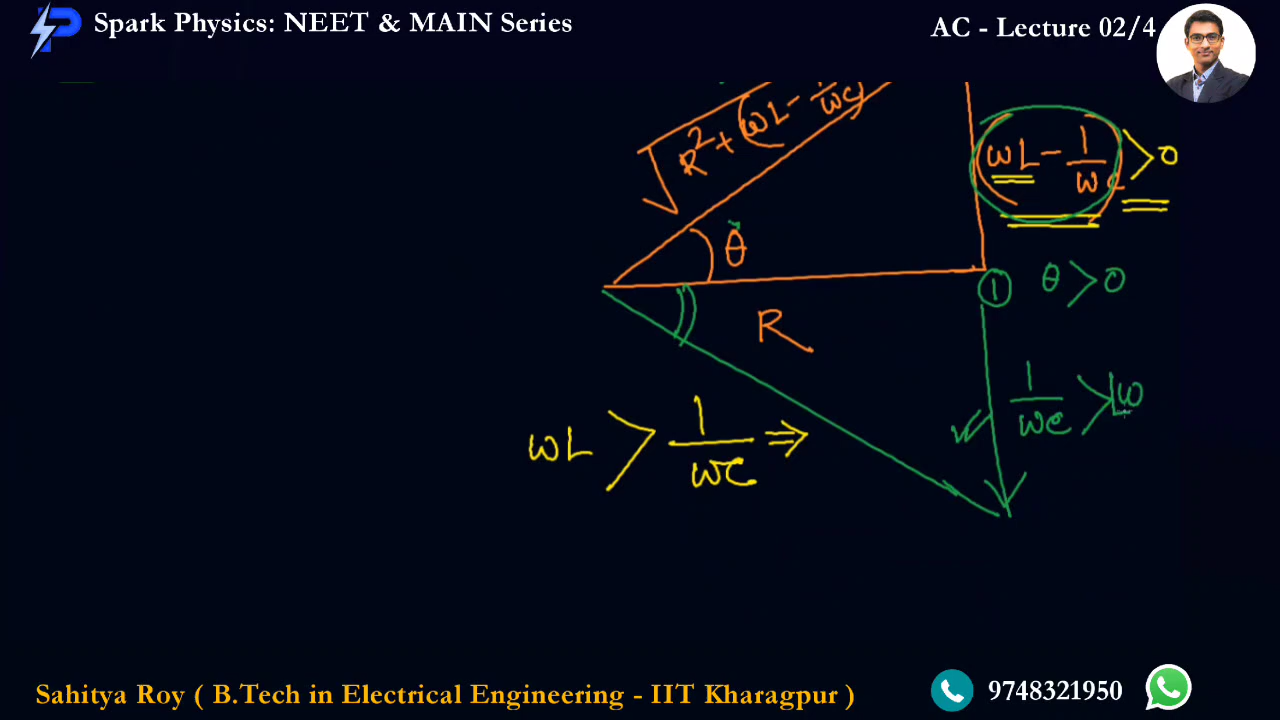 Spark Physics: NEET & MAIN Series
AC - Lecture 02/4
√R² + (ωL - 1/ωC)
(ωL - 1/ωC) > 0
θ
① θ > 0
R
1/ωC > ω
ωL > 1/ωC ⇒
Sahitya Roy ( B.Tech in Electrical Engineering - IIT Kharagpur )
9748321950